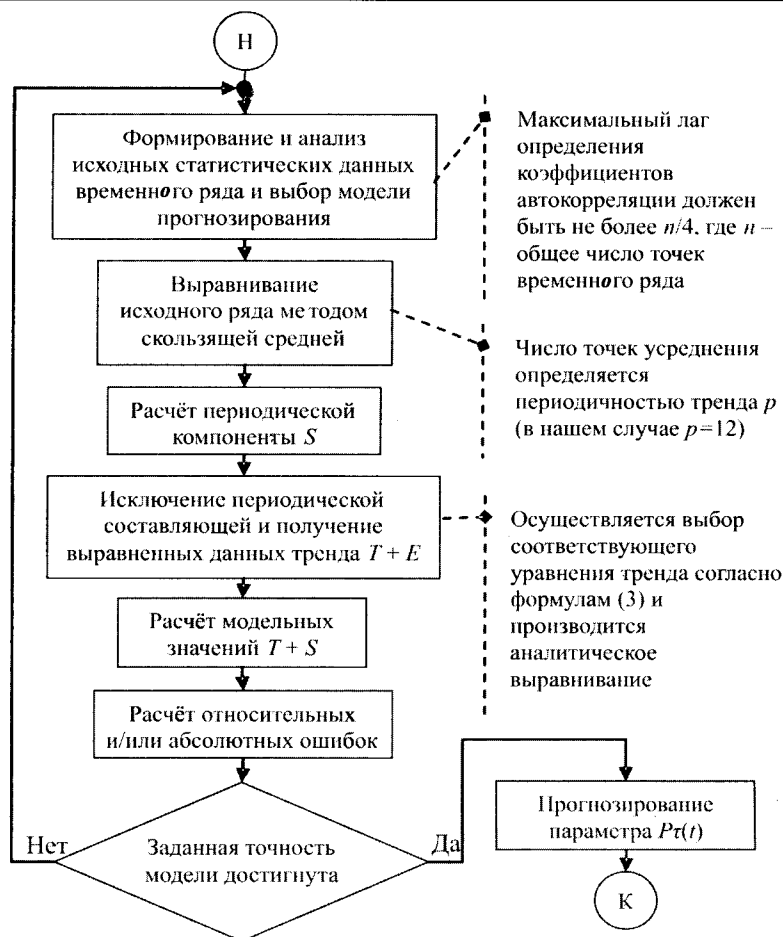 Н
Формирование и анализ
исходных статистических данных
временного ряда и выбор модели
прогнозирования
Максимальный лаг
определения
коэффициентов
автокорреляции должен
быть не более n/4, где n –
общее число точек
временного ряда
Выравнивание
исходного ряда методом
скользящей средней
Число точек усреднения
определяется
периодичностью тренда p
(в нашем случае p=12)
Расчёт периодической
компоненты S
Исключение периодической
составляющей и получение
выравненных данных тренда T + E
Осуществляется выбор
соответствующего
уравнения тренда согласно
формулам (3) и
производится
аналитическое
выравнивание
Расчёт модельных
значений T + S
Расчёт относительных
и/или абсолютных ошибок
Нет
Заданная точность
модели достигнута
Да
Прогнозирование
параметра Pτ(t)
К